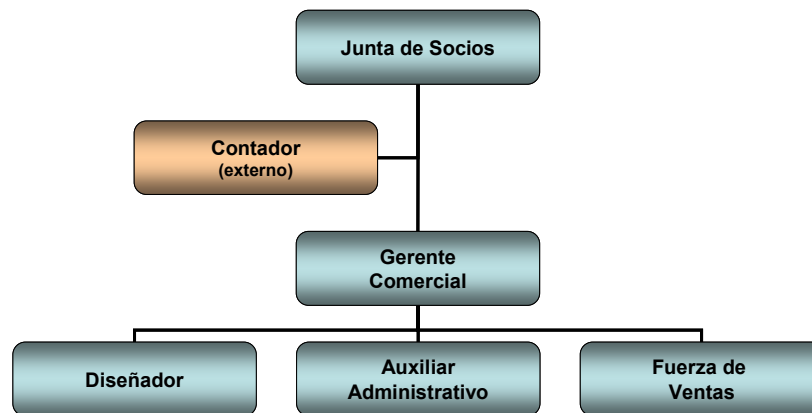 Junta de Socios
Contador
(externo)
Gerente
Comercial
Diseñador
Auxiliar
Administrativo
Fuerza de
Ventas